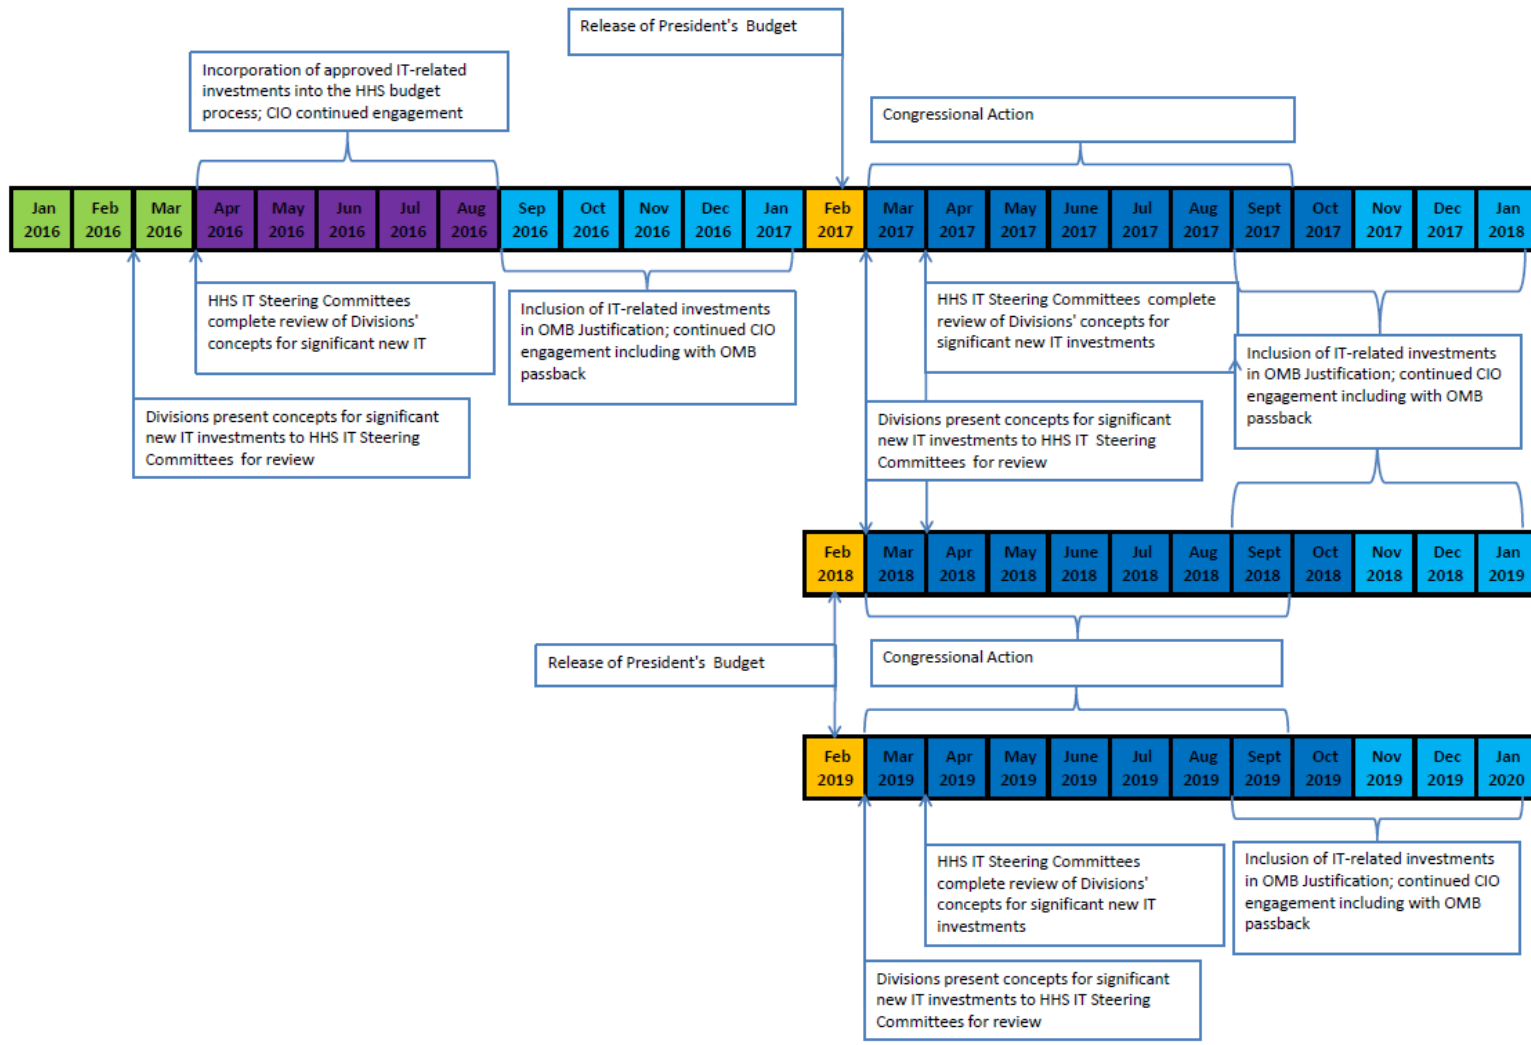 Release of President's  Budget
Incorporation of approved IT-related
investments into the HHS budget
process; CIO continued engagement
Congressional Action
Jan Feb Mar Apr May Jun Jul Aug Sep Oct Nov Dec Jan Feb Mar Apr May June Jul Aug Sept Oct Nov Dec Jan
2016 2016 2016 2016 2016 2016 2016 2016 2016 2016 2016 2016 2017 2017 2017 2017 2017 2017 2017 2017 2017 2017 2017 2017 2018
HHS IT Steering Committees
complete review of Divisions'
concepts for significant new IT
Inclusion of IT-related investments
in OMB Justification; continued CIO
engagement including with OMB
passback
HHS IT Steering Committees  complete
review of Divisions' concepts for
significant new IT investments
Inclusion of IT-related investments
in OMB Justification; continued CIO
engagement including with OMB
passback
Divisions present concepts for significant
new IT investments to HHS IT Steering
Committees  for review
Divisions present concepts for significant
new IT investments to HHS IT  Steering
Committees for review
Feb Mar Apr May June Jul Aug Sept Oct Nov Dec Jan
2018 2018 2018 2018 2018 2018 2018 2018 2018 2018 2018 2019
Release of President's  Budget
Congressional Action
Feb Mar Apr May June Jul Aug Sept Oct Nov Dec Jan
2019 2019 2019 2019 2019 2019 2019 2019 2019 2019 2019 2020
HHS IT Steering Committees
complete review of Divisions'
concepts for significant new IT
investments
Inclusion of IT-related investments
in OMB Justification; continued CIO
engagement including with OMB
passback
Divisions present concepts for significant
new IT investments to HHS IT Steering
Committees for review